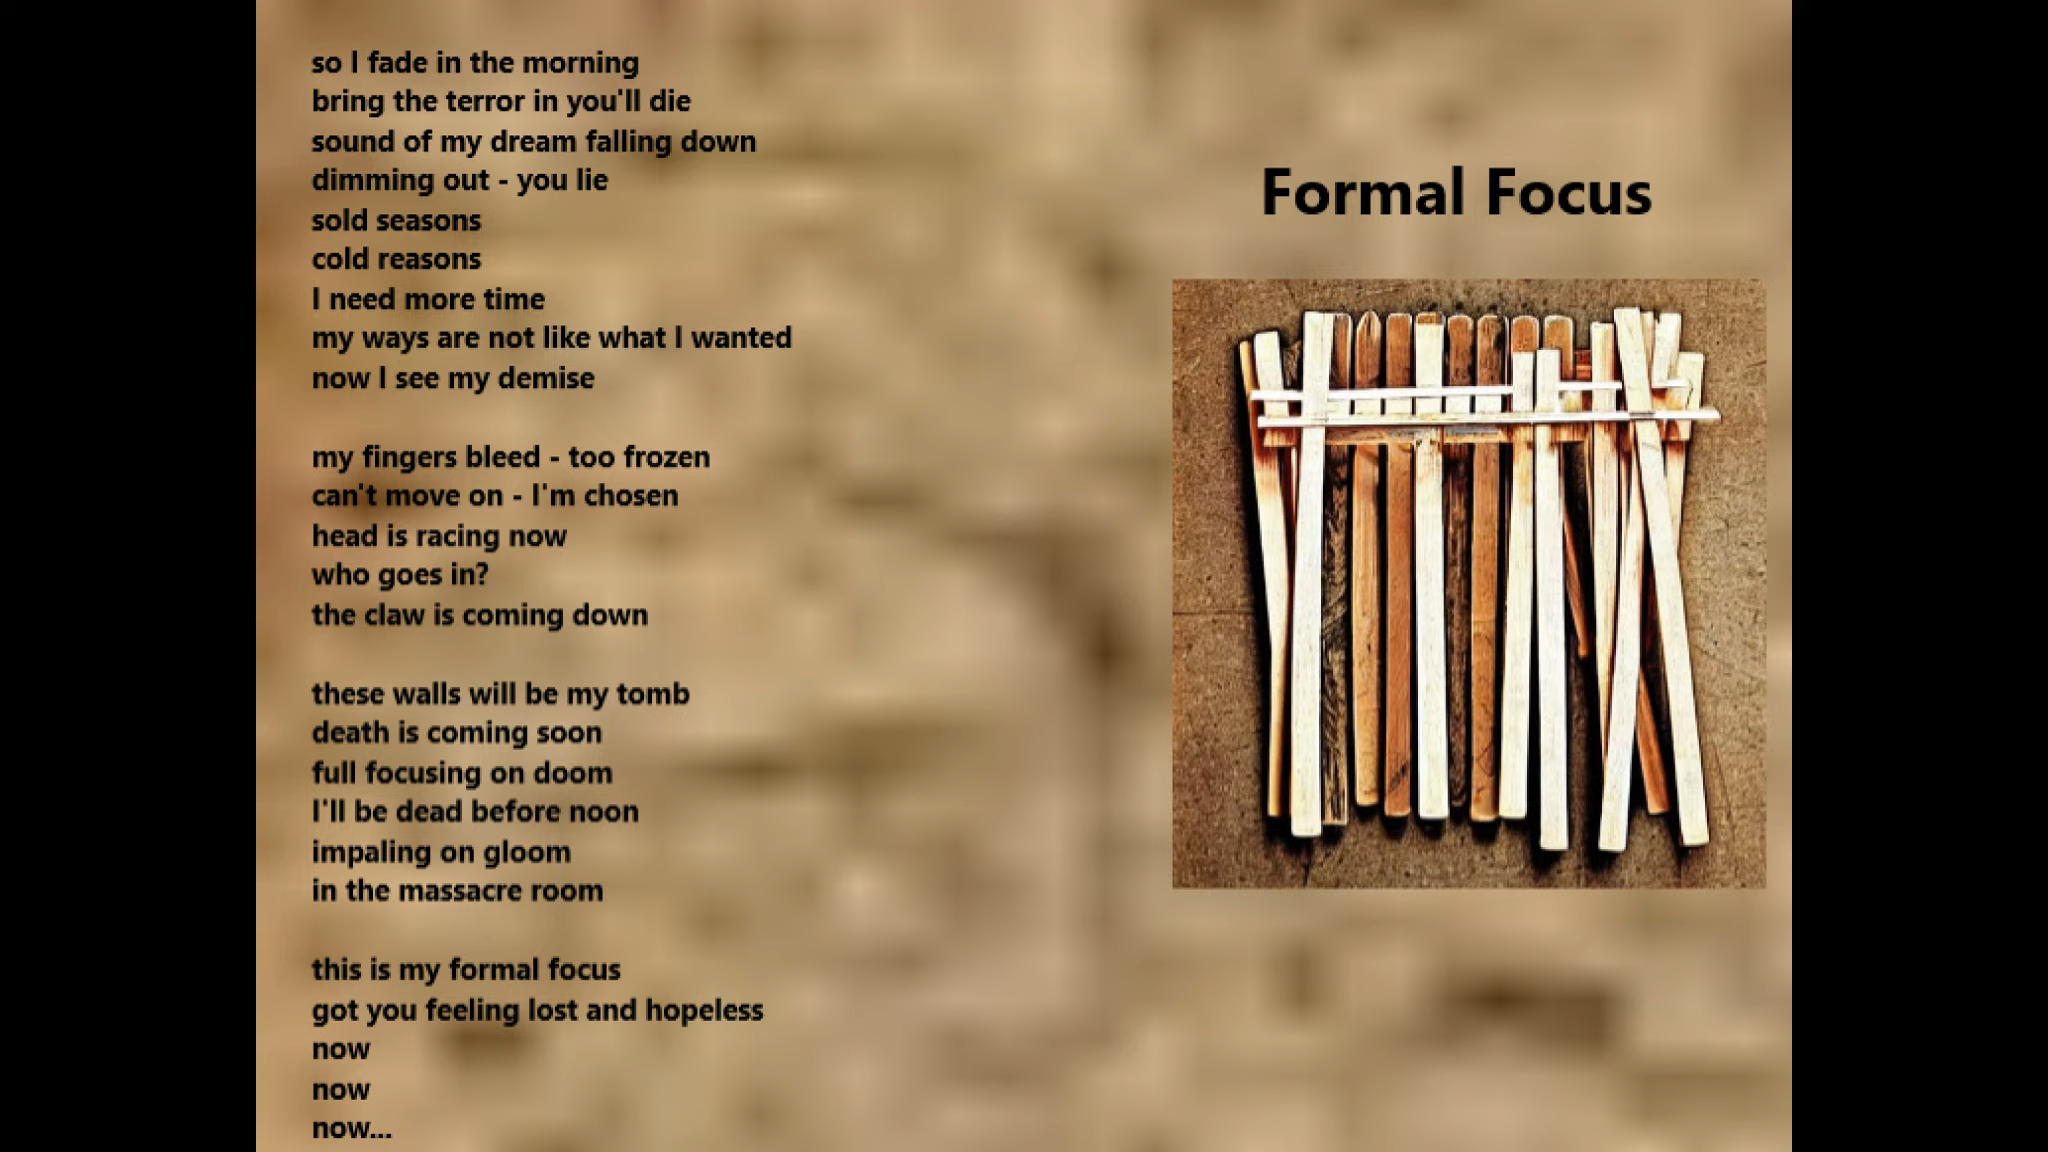 so I fade in the morning
bring the terror in you'll die
sound of my dream falling down
dimming out - you lie
sold seasons
cold reasons
I need more time
my ways are not like what I wanted
now I see my demise
my fingers bleed - too frozen
can't move on - I'm chosen
head is racing now
who goes in?
the claw is coming down
these walls will be my tomb
death is coming soon
full focusing on doom
I'll be dead before noon
impaling on gloom
in the massacre room
this is my formal focus
got you feeling lost and hopeless
now
now
now...
Formal Focus